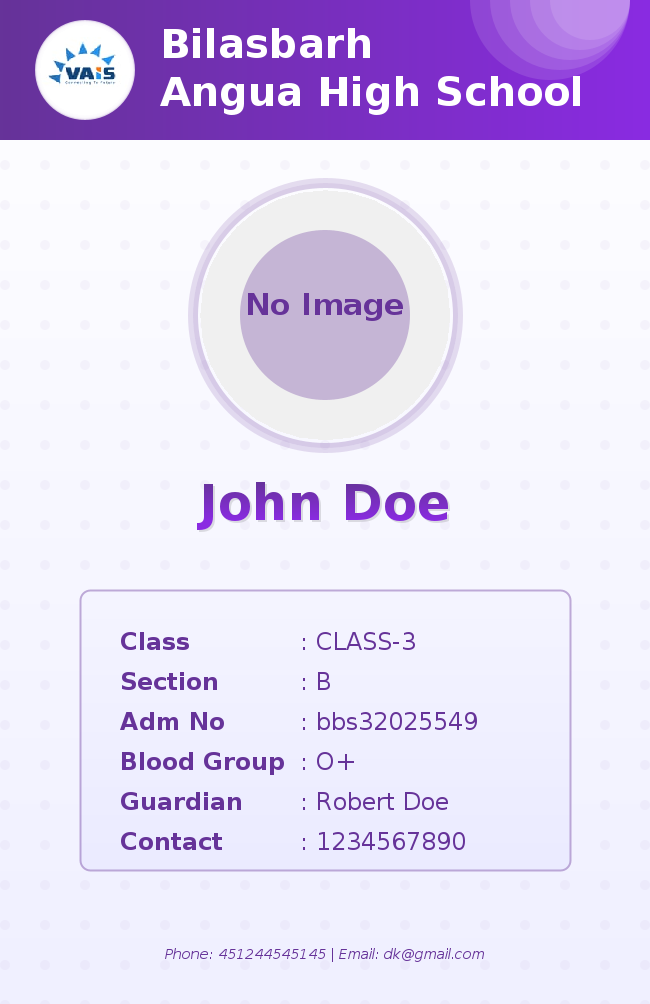 VAiS
Bilasbarh
Angua High School
No Image
John Doe
Class : CLASS-3
Section : B
Adm No : bbs32025549
Blood Group : O+
Guardian : Robert Doe
Contact : 1234567890
Phone: 451244545145 | Email: dk@gmail.com